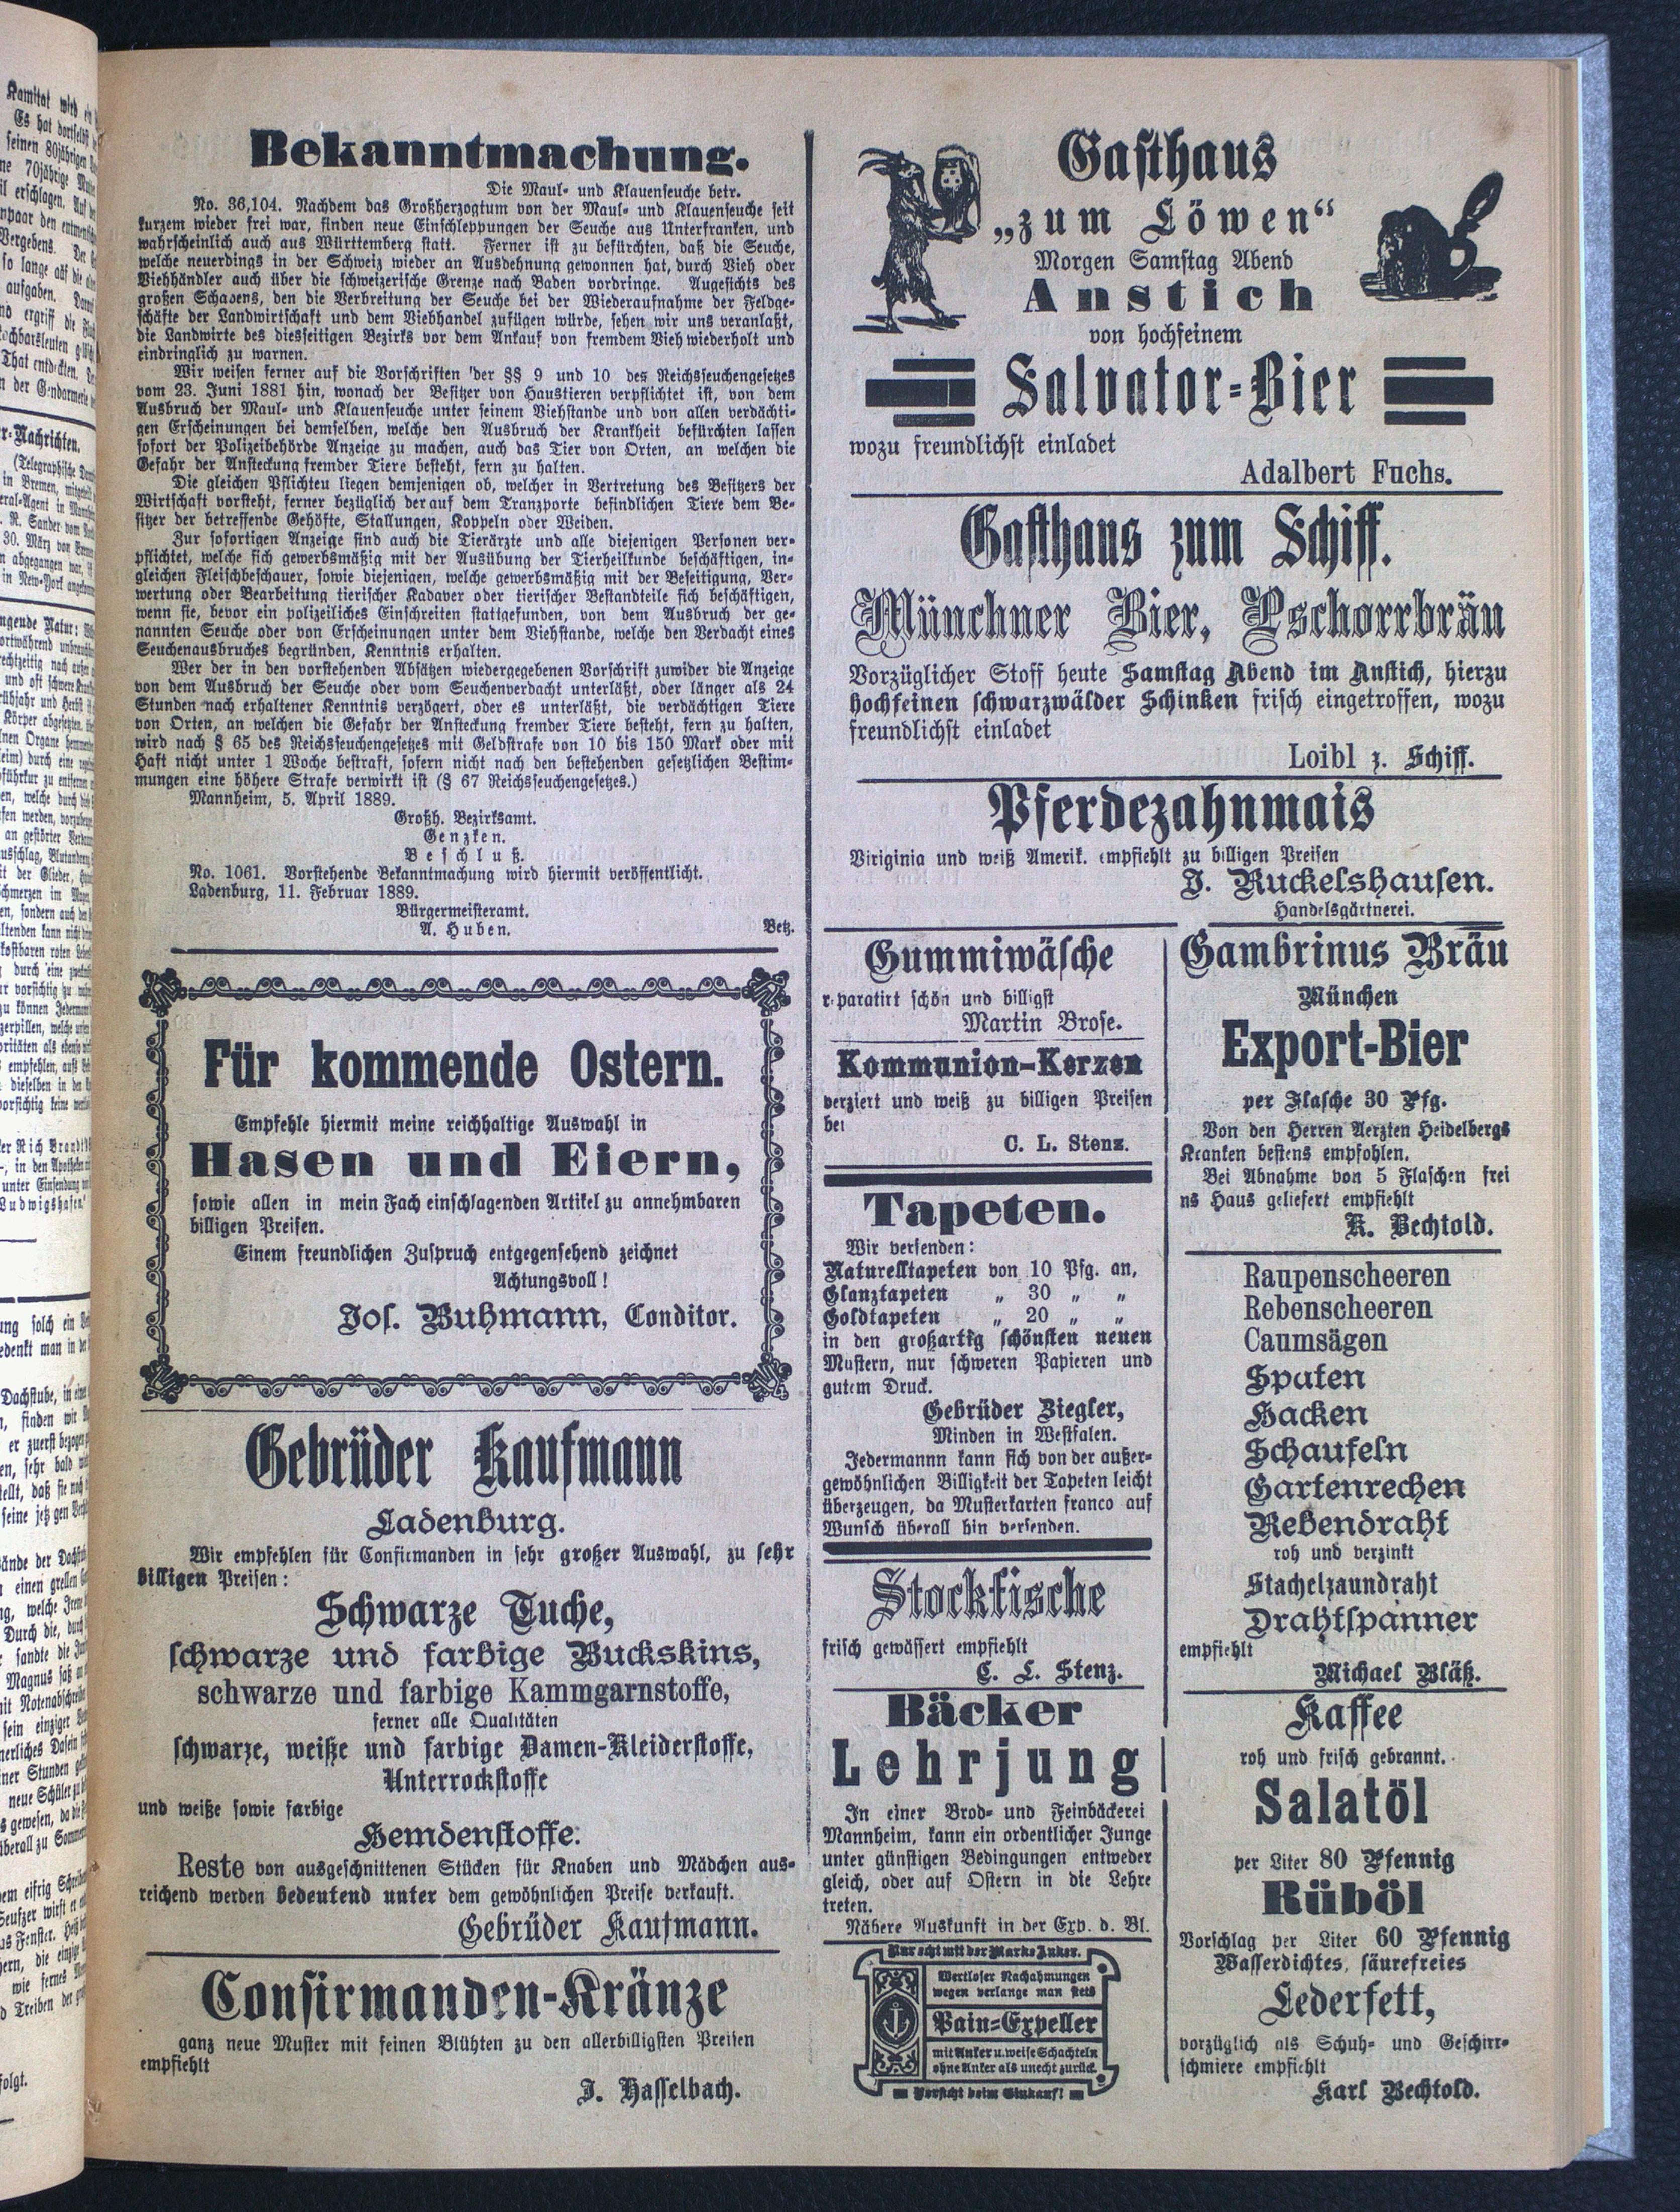 Bekanntmachung.
Die Maul- und Klauenseuche betr.
No. 36,104. Nachdem das Großherzogtum von der Maul- und Klauenseuche seit
kurzem wieder frei war, finden neue Einschleppungen der Seuche aus Unterfranken, und
wahrscheinlich auch aus Württemberg statt. Ferner ist zu befürchten, daß die Seuche,
welche neuerdings in der Schweiz wieder an Ausdehnung gewonnen hat, durch Vieh oder
Viehhändler auch über die schweizerische Grenze nach Baden vordringe. Augesichts des
großen Schadens, den die Verbreitung der Seuche bei der Wiederaufnahme der Feldge-
schäfte der Landwirtschaft und dem Viehhandel zufügen würde, sehen wir uns veranlaßt,
die Landwirte des diesseitigen Bezirks vor dem Ankauf von fremdem Vieh wiederholt und
eindringlich zu warnen.
Wir weisen ferner auf die Vorschriften der §§ 9 und 10 des Reichsseuchengesetzes
vom 23. Juni 1881 hin, wonach der Besitzer von Haustieren verpflichtet ist, von dem
Ausbruch der Maul- und Klauenseuche unter seinem Viehstande und von allen verdächti-
gen Erscheinungen bei demselben, welche den Ausbruch der Krankheit befürchten lassen
sofort der Polizeibehörde Anzeige zu machen, auch das Tier von Orten, an welchen die
Gefahr der Ansteckung fremder Tiere besteht, fern zu halten.
Die gleichen Pflichteu liegen demjenigen ob, welcher in Vertretung des Besitzers der
Wirtschaft vorsteht, ferner bezüglich der auf dem Tranzporte befindlichen Tiere dem Be-
sitzer der betreffende Gehöfte, Stallungen, Koppeln oder Weiden.
Zur sofortigen Anzeige sind auch die Tierärzte und alle diejenigen Personen ver-
pflichtet, welche sich gewerbsmäßig mit der Ausübung der Tierheilkunde beschäftigen, in-
gleichen Fleischbeschauer, sowie diejenigen, welche gewerbsmäßig mit der Beseitigung, Ver-
wertung oder Bearbeitung tierischer Kadaver oder tierischer Bestandteile sich beschäftigen,
wenn sie, bevor ein polizeiliches Einschreiten stattgefunden, von dem Ausbruch der ge-
nannten Seuche oder von Erscheinungen unter dem Viehstande, welche den Verdacht eines
Seuchenausbruches begründen, Kenntnis erhalten.
Wer der in den vorstehenden Absätzen wiedergegebenen Vorschrift zuwider die Anzeige
von dem Ausbruch der Seuche oder vom Seuchenverdacht unterläßt, oder länger als 24
Stunden nach erhaltener Kenntnis verzögert, oder es unterläßt, die verdächtigen Tiere
von Orten, an welchen die Gefahr der Ansteckung fremder Tiere besteht, fern zu halten,
wird nach § 65 des Reichsseuchengesetzes mit Geldstrafe von 10 bis 150 Mark oder mit
Haft nicht unter 1 Woche bestraft, sofern nicht nach den bestehenden gesetzlichen Bestim-
mungen eine höhere Strafe verwirkt ist (§ 67 Reichsseuchengesetzes.)
Mannheim, 5. April 1889.
Großh. Bezirksamt.
Genzken.
Beschluß.
No. 1061. Vorstehende Bekanntmachung wird hiermit veröffentlicht.
Ladenburg, 11. Februar 1889.
Bürgermeisteramt.
A. Huben. Betz.
Für kommende Ostern.
Empfehle hiermit meine reichhaltige Auswahl in
Hasen und Eiern,
sowie allen in mein Fach einschlagenden Artikel zu annehmbaren
billigen Preisen.
Einem freundlichen Zuspruch entgegensehend zeichnet
Achtungsvoll!
Jos. Buhmann, Conditor.
Gebrüder Kaufmann
Ladenburg.
Wir empfehlen für Confirmanden in sehr großer Auswahl, zu sehr
billigen Preisen:
Schwarze Tuche,
schwarze und farbige Buckskins,
schwarze und farbige Kammgarnstoffe,
ferner alle Qualitäten
schwarze, weiße und farbige Damen-Kleiderstoffe,
Unterrockstoffe
und weiße sowie farbige
Hemdenstoffe.
Reste von ausgeschnittenen Stücken für Knaben und Mädchen aus-
reichend werden bedeutend unter dem gewöhnlichen Preise verkauft.
Gebrüder Kaufmann.
Confirmanden-Kränze
ganz neue Muster mit feinen Blühten zu den allerbilligsten Preisen
empfiehlt
J. Hasselbach.
Gasthaus
„zum Löwen“
Morgen Samstag Abend
Anstich
von hochfeinem
Salvator-Bier
wozu freundlichst einladet
Adalbert Fuchs.
Gasthaus zum Schiff.
Münchner Bier, Pschorrbräu
Vorzüglicher Stoff heute Samstag Abend im Anstich, hierzu
hochfeinen schwarzwälder Schinken frisch eingetroffen, wozu
freundlichst einladet
Loibl z. Schiff.
Pferdezahnmais
Viriginia und weiß Amerik. empfiehlt zu billigen Preisen
J. Ruckelshausen.
Handelsgärtnerei.
Gummiwäsche
reparatirt schön und billigst
Martin Brose.
Kommunion-Kerzen
verziert und weiß zu billigen Preisen
bei
C. L. Stenz.
Tapeten.
Wir versenden:
Naturelltapeten von 10 Pfg. an,
Glanztapeten „ 30 „ „
Goldtapeten „ 20 „ „
in den großartig schönsten neuen
Mustern, nur schweren Papieren und
gutem Druck.
Gebrüder Ziegler,
Minden in Westfalen.
Jedermannn kann sich von der außer-
gewöhnlichen Billigkeit der Tapeten leicht
überzeugen, da Musterkarten franco auf
Wunsch überall hin versenden.
Stockfische
frisch gewässert empfiehlt
C. L. Stenz.
Bäcker
Lehrjung
In einer Brod- und Feinbäckerei
Mannheim, kann ein ordentlicher Junge
unter günstigen Bedingungen entweder
gleich, oder auf Ostern in die Lehre
treten.
Nähere Auskunft in der Exp. d. Bl.
Nur echt mit der Marke Anker.
Wertloser Nachahmungen
wegen verlange man stets
Pain-Expeller
mit Anker u. weise Schachteln
ohne Anker als unecht zurück.
Vorsicht beim Einkauf!
Gambrinus Bräu
München
Export-Bier
per Flasche 30 Pfg.
Von den Herren Aerzten Heidelbergs
Kranken bestens empfohlen.
Bei Abnahme von 5 Flaschen frei
ns Haus geliefert empfiehlt
K. Bechtold.
Raupenscheeren
Rebenscheeren
Caumsägen
Spaten
Hacken
Schaufeln
Gartenrechen
Rebendraht
roh und verzinkt
Stachelzaundraht
Drahtspanner
empfiehlt
Michael Bläß.
Kaffee
roh und frisch gebrannt.
Salatöl
per Liter 80 Pfennig
Rüböl
Vorschlag per Liter 60 Pfennig
Wasserdichtes, säurefreies
Lederfett,
vorzüglich als Schuh- und Geschirr-
schmiere empfiehlt
Karl Bechtold.